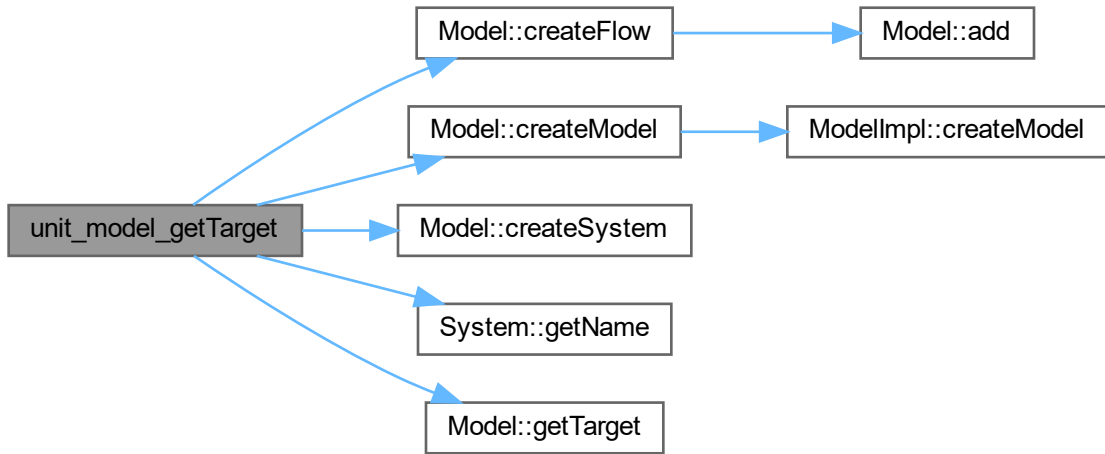 Model::createFlow
Model::add
Model::createModel
ModelImpl::createModel
unit_model_getTarget
Model::createSystem
System::getName
Model::getTarget